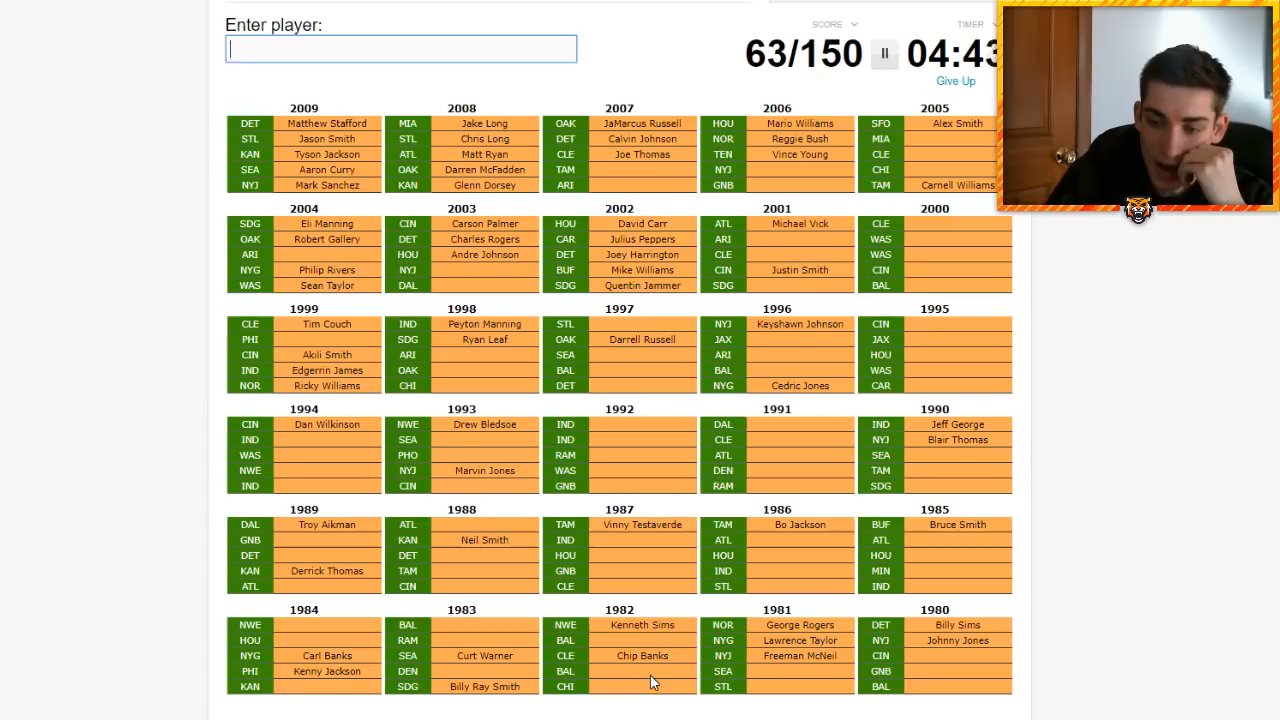 Enter player:
SCORE TIMER
63/150 II 04:43
Give Up
2009 2008 2007 2006 2005
DET Matthew Stafford MIA Jake Long OAK JaMarcus Russell HOU Mario Williams SFO Alex Smith
STL Jason Smith STL Chris Long DET Calvin Johnson NOR Reggie Bush MIA
KAN Tyson Jackson ATL Matt Ryan CLE Joe Thomas TEN Vince Young CLE
SEA Aaron Curry OAK Darren McFadden TAM NYJ CHI
NYJ Mark Sanchez KAN Glenn Dorsey ARI GNB TAM Carnell Williams
2004 2003 2002 2001 2000
SDG Eli Manning CIN Carson Palmer HOU David Carr ATL Michael Vick CLE
OAK Robert Gallery DET Charles Rogers CAR Julius Peppers ARI WAS
ARI HOU Andre Johnson DET Joey Harrington CLE WAS
NYG Philip Rivers NYJ BUF Mike Williams CIN Justin Smith CIN
WAS Sean Taylor DAL SDG Quentin Jammer SDG BAL
1999 1998 1997 1996 1995
CLE Tim Couch IND Peyton Manning STL NYJ Keyshawn Johnson CIN
PHI SDG Ryan Leaf OAK Darrell Russell JAX JAX
CIN Akili Smith ARI SEA ARI HOU
IND Edgerrin James OAK BAL BAL WAS
NOR Ricky Williams CHI DET NYG Cedric Jones CAR
1994 1993 1992 1991 1990
CIN Dan Wilkinson NWE Drew Bledsoe IND DAL IND Jeff George
IND SEA IND CLE NYJ Blair Thomas
WAS PHO RAM ATL SEA
NWE NYJ Marvin Jones WAS DEN TAM
IND CIN GNB RAM SDG
1989 1988 1987 1986 1985
DAL Troy Aikman ATL TAM Vinny Testaverde TAM Bo Jackson BUF Bruce Smith
GNB KAN Neil Smith IND ATL ATL
DET DET HOU HOU HOU
KAN Derrick Thomas TAM GNB IND MIN
ATL CIN CLE STL IND
1984 1983 1982 1981 1980
NWE BAL NWE Kenneth Sims NOR George Rogers DET Billy Sims
HOU RAM BAL NYG Lawrence Taylor NYJ Johnny Jones
NYG Carl Banks SEA Curt Warner CLE Chip Banks NYJ Freeman McNeil CIN
PHI Kenny Jackson DEN BAL SEA GNB
KAN SDG Billy Ray Smith CHI STL BAL